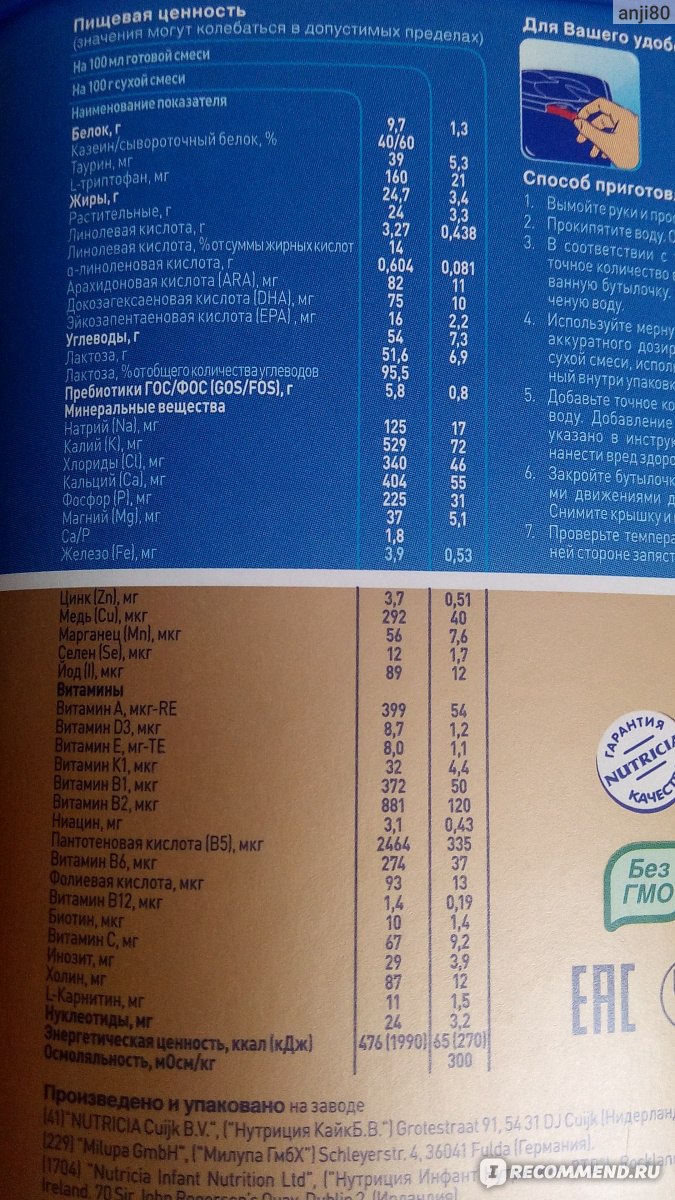 anji80
Пищевая ценность
(значения могут колебаться в допустимых пределах)
На 100 мл готовой смеси
На 100 г сухой смеси
Наименование показателя
Белок, г 9,7 1,3
Казеин/сывороточный белок, % 40/60
Таурин, мг 39 5,3
L-триптофан, мг 160 21
Жиры, г 24,7 3,4
Растительные, г 24 3,3
Линолевая кислота, г 3,27 0,438
Линолевая кислота, % от суммы жирных кислот 14
α-линоленовая кислота, г 0,604 0,081
Арахидоновая кислота (ARA), мг 82 11
Докозагексаеновая кислота (DHA), мг 75 10
Эйкозапентаеновая кислота (EPA) , мг 16 2,2
Углеводы, г 54 7,3
Лактоза, г 51,6 6,9
Лактоза, % от общего количества углеводов 95,5
Пребиотики ГОС/ФОС (GOS/FOS), г 5,8 0,8
Минеральные вещества
Натрий (Na), мг 125 17
Калий (K), мг 529 72
Хлориды (Cl), мг 340 46
Кальций (Ca), мг 404 55
Фосфор (P), мг 225 31
Магний (Mg), мг 37 5,1
Ca/P 1,8
Железо (Fe), мг 3,9 0,53
Цинк (Zn), мг 3,7 0,51
Медь (Cu), мкг 292 40
Марганец (Mn), мкг 56 7,6
Селен (Se), мкг 12 1,7
Йод (I), мкг 89 12
Витамины
Витамин A, мкг-RE 399 54
Витамин D3, мкг 8,7 1,2
Витамин E, мг-TE 8,0 1,1
Витамин K1, мкг 32 4,4
Витамин B1, мкг 372 50
Витамин B2, мкг 881 120
Ниацин, мг 3,1 0,43
Пантотеновая кислота (B5), мкг 2464 335
Витамин B6, мкг 274 37
Фолиевая кислота, мкг 93 13
Витамин B12, мкг 1,4 0,19
Биотин, мкг 10 1,4
Витамин C, мг 67 9,2
Инозит, мг 29 3,9
Холин, мг 87 12
L-Карнитин, мг 11 1,5
Нуклеотиды, мг 24 3,2
Энергетическая ценность, ккал (кДж) 476 (1990) 65 (270)
Осмоляльность, мОсм/кг 300
Произведено и упаковано на заводе
(41)"NUTRICIA Cuijk B.V.", ("Нутриция Кайк Б.В.") Grotestraat 91, 54 31 DJ Cuijk (Нидерлан
(229) "Milupa GmbH", ("Милупа ГмбХ") Schleyerstr. 4, 36041 Fulda (Германия).
(1704) "Nutricia Infant Nutrition Ltd", ("Нутриция Инфант
Ireland, 70 Sir John Rogerson's Quay, Dublin 2 (Ирландия)
Для Вашего удоб
Способ приготов
1. Вымойте руки и про
2. Прокипятите воду. О
3. В соответствии с
точное количество в
ванную бутылочку.
ченую воду.
4. Используйте мерну
аккуратного дозир
сухой смеси, испол
ный внутри упаков
5. Добавьте точное ко
воду. Добавление
указано в инструк
нанести вред здоро
6. Закройте бутылочк
ми движениями д
Снимите крышку и
7. Проверьте темпера
ней стороне запяст
ГАРАНТИЯ
NUTRICIA
КАЧЕСТ
Без
ГМО
EAC
IRECOMMEND.RU